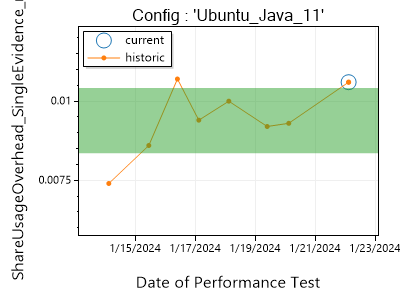 Config : 'Ubuntu_Java_11'
current
historic
ShareUsageOverhead_SingleEvidence_
0.01
0.0075
1/15/2024 1/17/2024 1/19/2024 1/21/2024 1/23/2024
Date of Performance Test